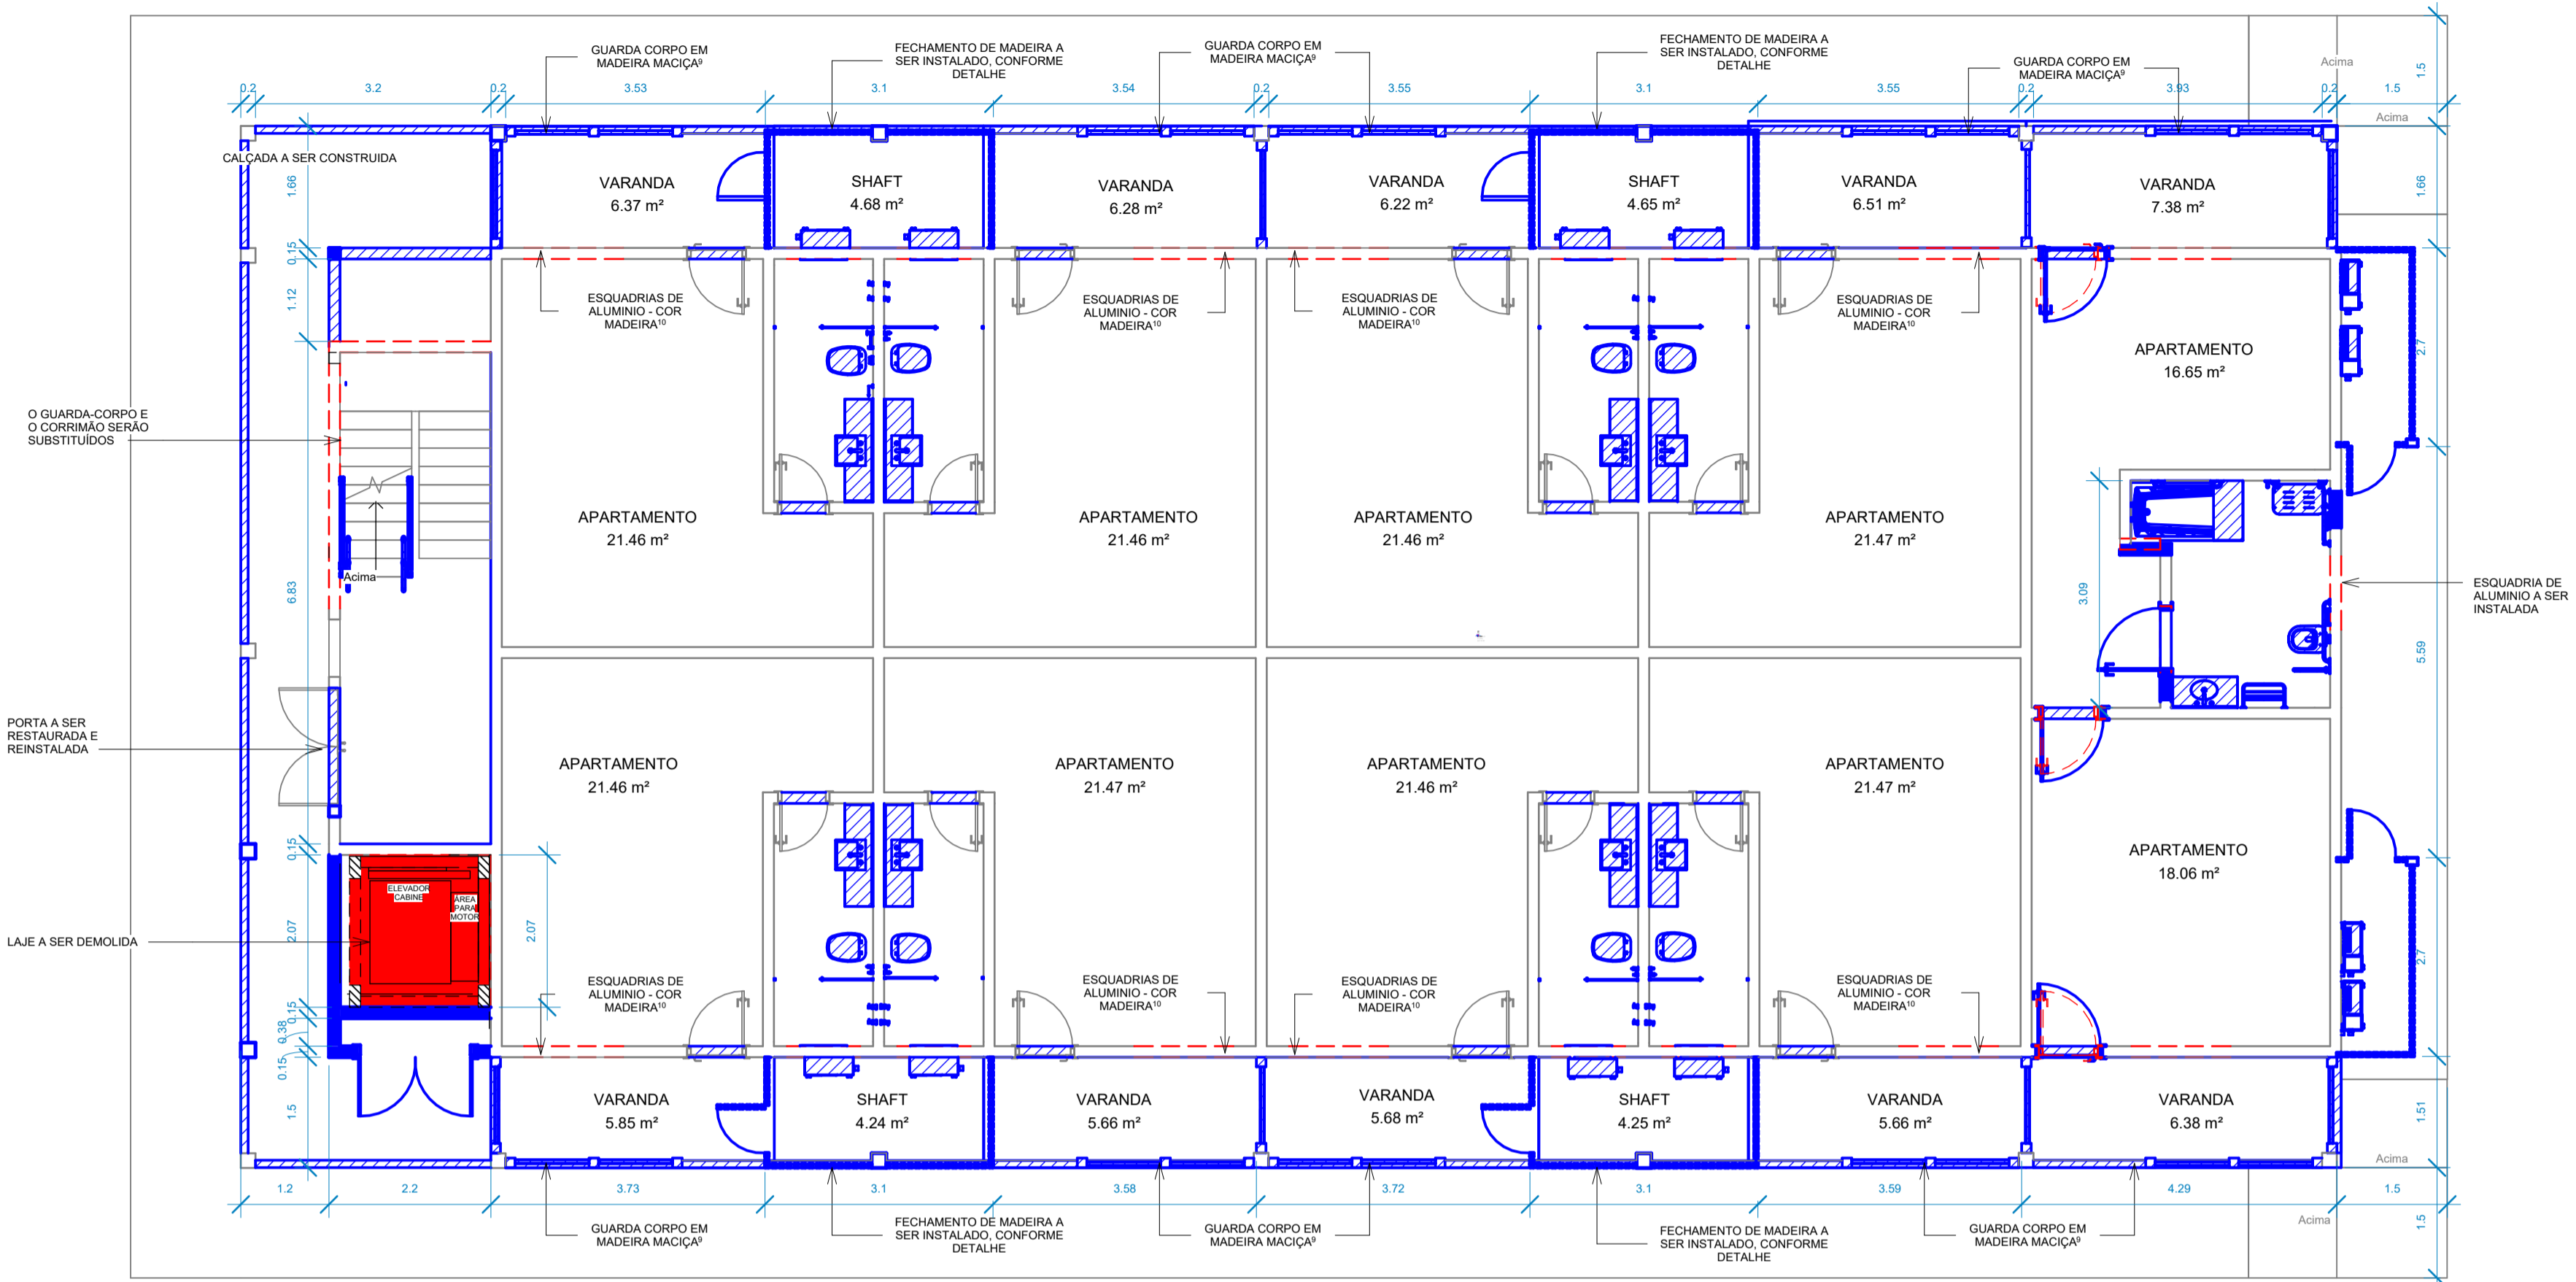 GUARDA CORPO EM
MADEIRA MACIÇA⁹
FECHAMENTO DE MADEIRA A
SER INSTALADO, CONFORME
DETALHE
GUARDA CORPO EM
MADEIRA MACIÇA⁹
FECHAMENTO DE MADEIRA A
SER INSTALADO, CONFORME
DETALHE
GUARDA CORPO EM
MADEIRA MACIÇA⁹
Acima
1.5
0.2
3.2
0.2
3.53
3.1
3.54
0.2
3.55
3.1
3.55
0.2
3.93
0.2
1.5
Acima
CALÇADA A SER CONSTRUIDA
1.66
VARANDA
6.37 m²
SHAFT
4.68 m²
VARANDA
6.28 m²
VARANDA
6.22 m²
SHAFT
4.65 m²
VARANDA
6.51 m²
VARANDA
7.38 m²
1.66
0.15
1.12
ESQUADRIAS DE
ALUMINIO - COR
MADEIRA¹⁰
ESQUADRIAS DE
ALUMINIO - COR
MADEIRA¹⁰
ESQUADRIAS DE
ALUMINIO - COR
MADEIRA¹⁰
ESQUADRIAS DE
ALUMINIO - COR
MADEIRA¹⁰
APARTAMENTO
16.65 m²
2.7
O GUARDA-CORPO E
O CORRIMÃO SERÃO
SUBSTITUÍDOS
Acima
6.83
APARTAMENTO
21.46 m²
APARTAMENTO
21.46 m²
APARTAMENTO
21.46 m²
APARTAMENTO
21.47 m²
3.09
5.59
ESQUADRIA DE
ALUMINIO A SER
INSTALADA
PORTA A SER
RESTAURADA E
REINSTALADA
APARTAMENTO
21.46 m²
APARTAMENTO
21.47 m²
APARTAMENTO
21.46 m²
APARTAMENTO
21.47 m²
APARTAMENTO
18.06 m²
0.15
ELEVADOR
CABINE
ÁREA
PARA
MOTOR
LAJE A SER DEMOLIDA
2.07
2.07
2.7
ESQUADRIAS DE
ALUMINIO - COR
MADEIRA¹⁰
ESQUADRIAS DE
ALUMINIO - COR
MADEIRA¹⁰
ESQUADRIAS DE
ALUMINIO - COR
MADEIRA¹⁰
ESQUADRIAS DE
ALUMINIO - COR
MADEIRA¹⁰
0.15
0.38
0.15
1.5
VARANDA
5.85 m²
SHAFT
4.24 m²
VARANDA
5.66 m²
VARANDA
5.68 m²
SHAFT
4.25 m²
VARANDA
5.66 m²
VARANDA
6.38 m²
1.51
Acima
1.2
2.2
3.73
3.1
3.58
3.72
3.1
3.59
4.29
1.5
GUARDA CORPO EM
MADEIRA MACIÇA⁹
FECHAMENTO DE MADEIRA A
SER INSTALADO, CONFORME
DETALHE
GUARDA CORPO EM
MADEIRA MACIÇA⁹
FECHAMENTO DE MADEIRA A
SER INSTALADO, CONFORME
DETALHE
GUARDA CORPO EM
MADEIRA MACIÇA⁹
Acima
1.5